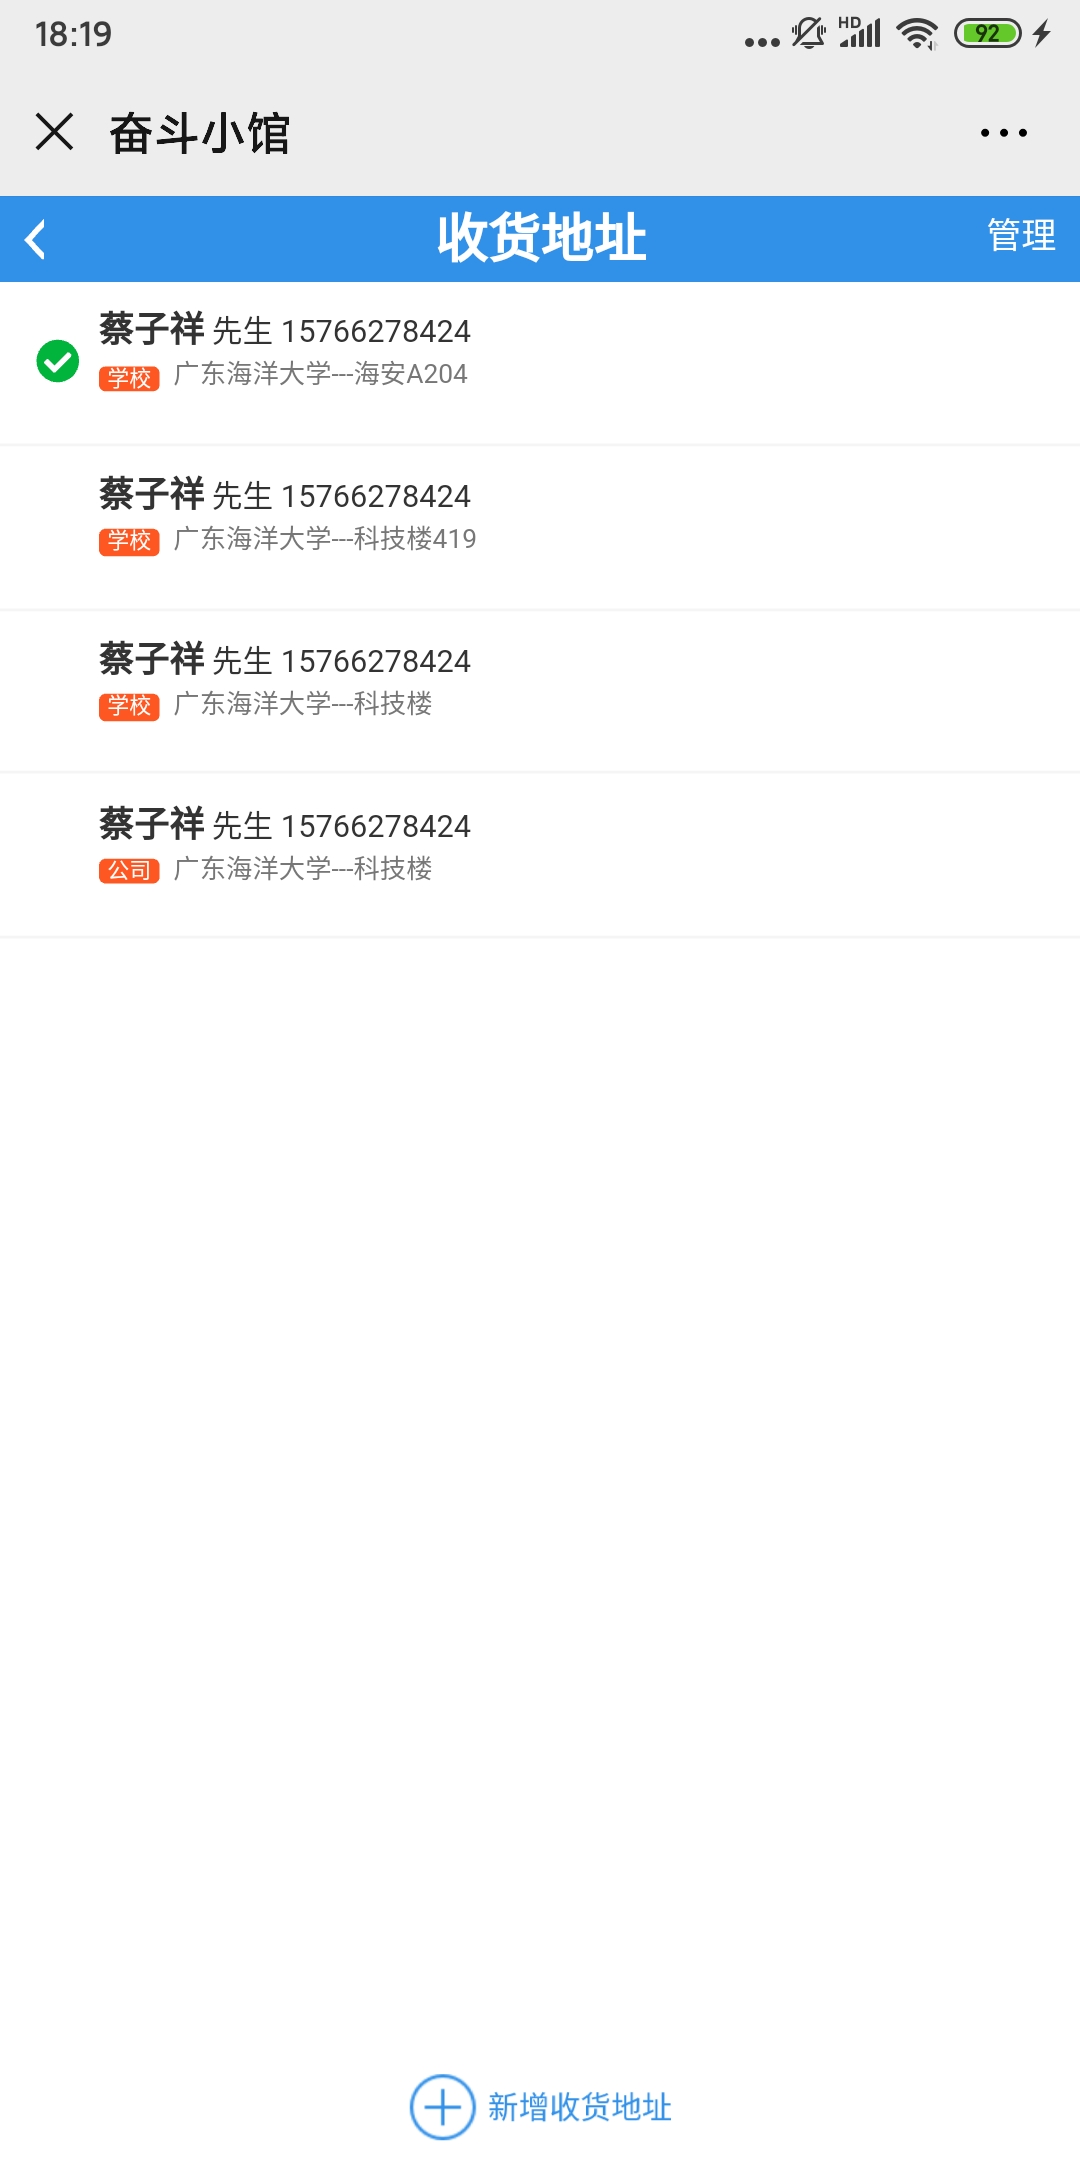 18:19
HD
92
奋斗小馆
收货地址
管理
蔡子祥 先生 15766278424
学校 广东海洋大学---海安A204
蔡子祥 先生 15766278424
学校 广东海洋大学---科技楼419
蔡子祥 先生 15766278424
学校 广东海洋大学---科技楼
蔡子祥 先生 15766278424
公司 广东海洋大学---科技楼
新增收货地址